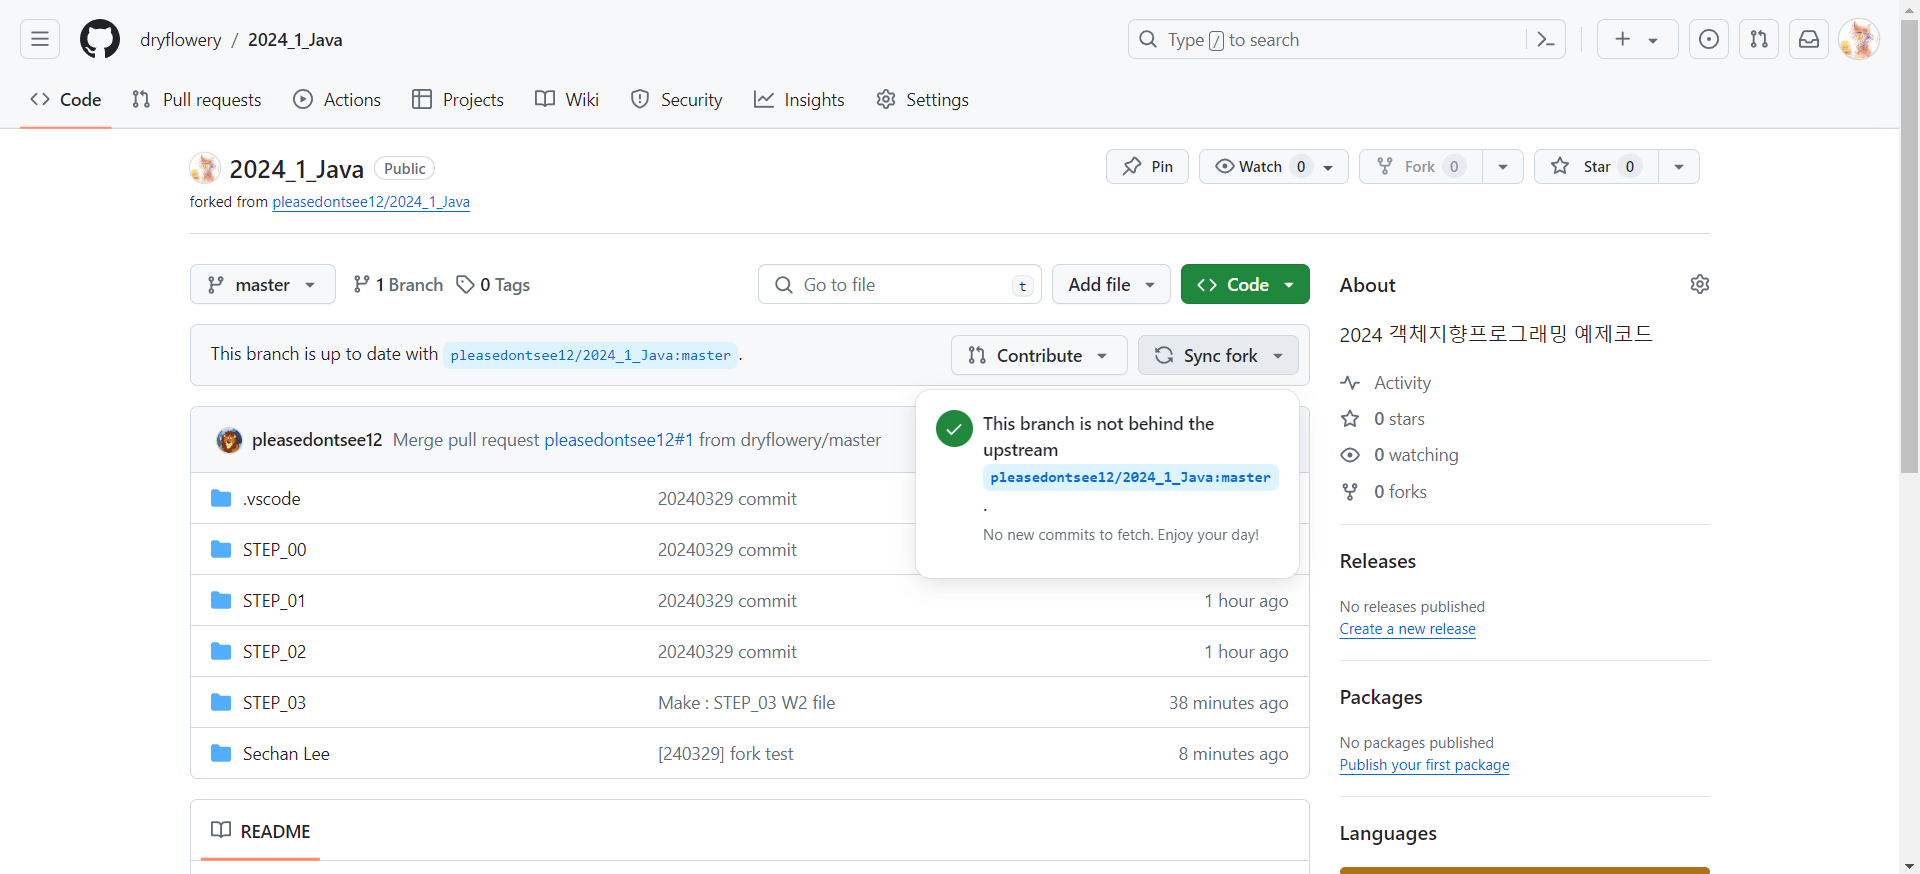 dryflowery / 2024_1_Java
Type / to search
Code Pull requests Actions Projects Wiki Security Insights Settings
2024_1_Java Public
Pin Watch 0 Fork 0 Star 0
forked from pleasedontsee12/2024_1_Java
master 1 Branch 0 Tags
Go to file t
Add file Code
This branch is up to date with pleasedontsee12/2024_1_Java:master .
Contribute Sync fork
This branch is not behind the
upstream
pleasedontsee12/2024_1_Java:master
.
No new commits to fetch. Enjoy your day!
pleasedontsee12 Merge pull request pleasedontsee12#1 from dryflowery/master
.vscode 20240329 commit
STEP_00 20240329 commit
STEP_01 20240329 commit 1 hour ago
STEP_02 20240329 commit 1 hour ago
STEP_03 Make : STEP_03 W2 file 38 minutes ago
Sechan Lee [240329] fork test 8 minutes ago
README
About
2024 객체지향프로그래밍 예제코드
Activity
0 stars
0 watching
0 forks
Releases
No releases published
Create a new release
Packages
No packages published
Publish your first package
Languages